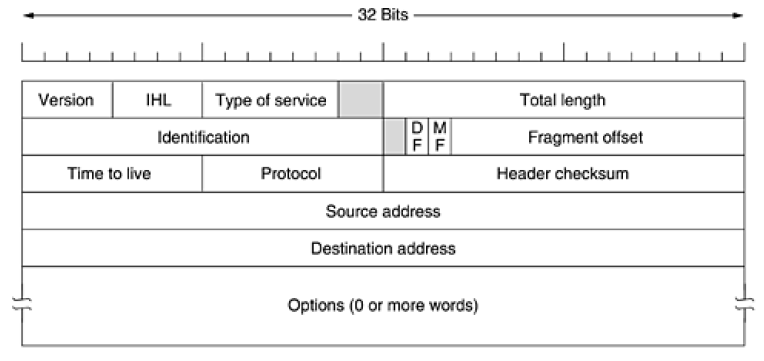 32 Bits
Version IHL Type of service Total length
Identification D F M F Fragment offset
Time to live Protocol Header checksum
Source address
Destination address
Options (0 or more words)